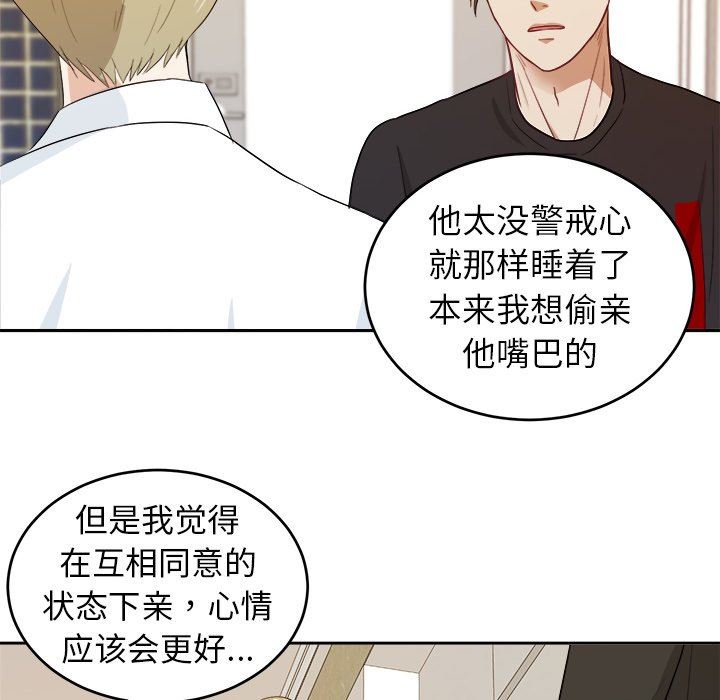 他太没警戒心
就那样睡着了
本来我想偷亲
他嘴巴的
但是我觉得
在互相同意的
状态下亲，心情
应该会更好...